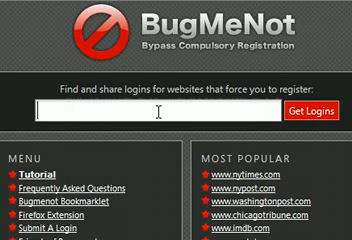 BugMeNot
Bypass Compulsory Registration
Find and share logins for websites that force you to register:
Get Logins
MENU
Tutorial
Frequently Asked Questions
Bugmenot Bookmarklet
Firefox Extension
Submit A Login
MOST POPULAR
www.nytimes.com
www.nypost.com
www.washingtonpost.com
www.chicagotribune.com
www.imdb.com